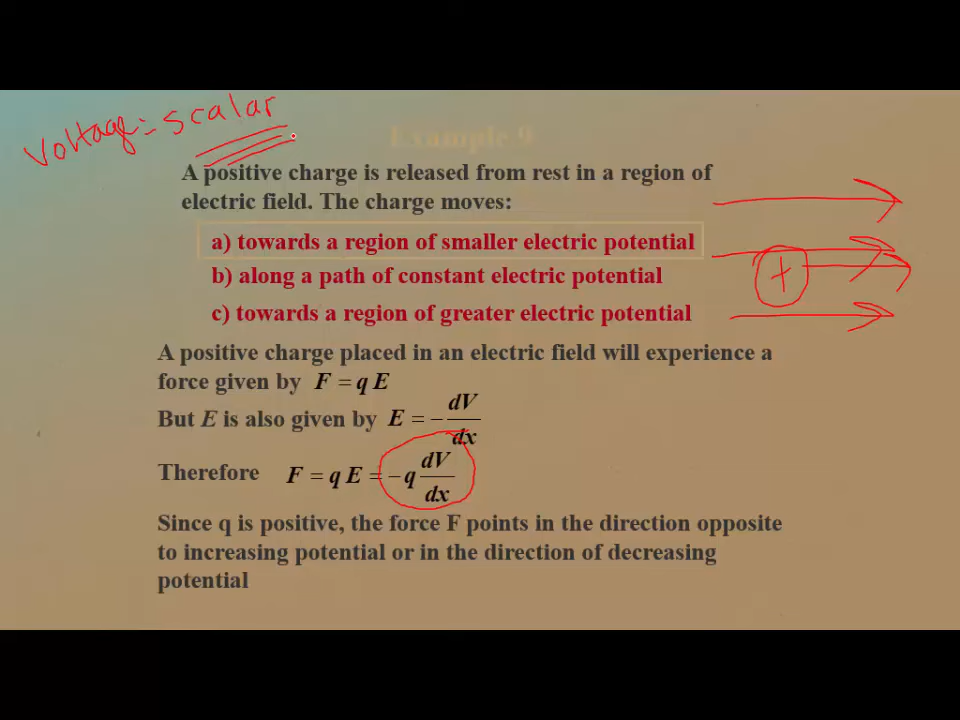 Voltage = scalar
Example 9
A positive charge is released from rest in a region of
electric field. The charge moves:
a) towards a region of smaller electric potential
b) along a path of constant electric potential
c) towards a region of greater electric potential
+
A positive charge placed in an electric field will experience a
force given by F = q E
But E is also given by E = - dV/dx
Therefore F = q E = - q dV/dx
Since q is positive, the force F points in the direction opposite
to increasing potential or in the direction of decreasing
potential